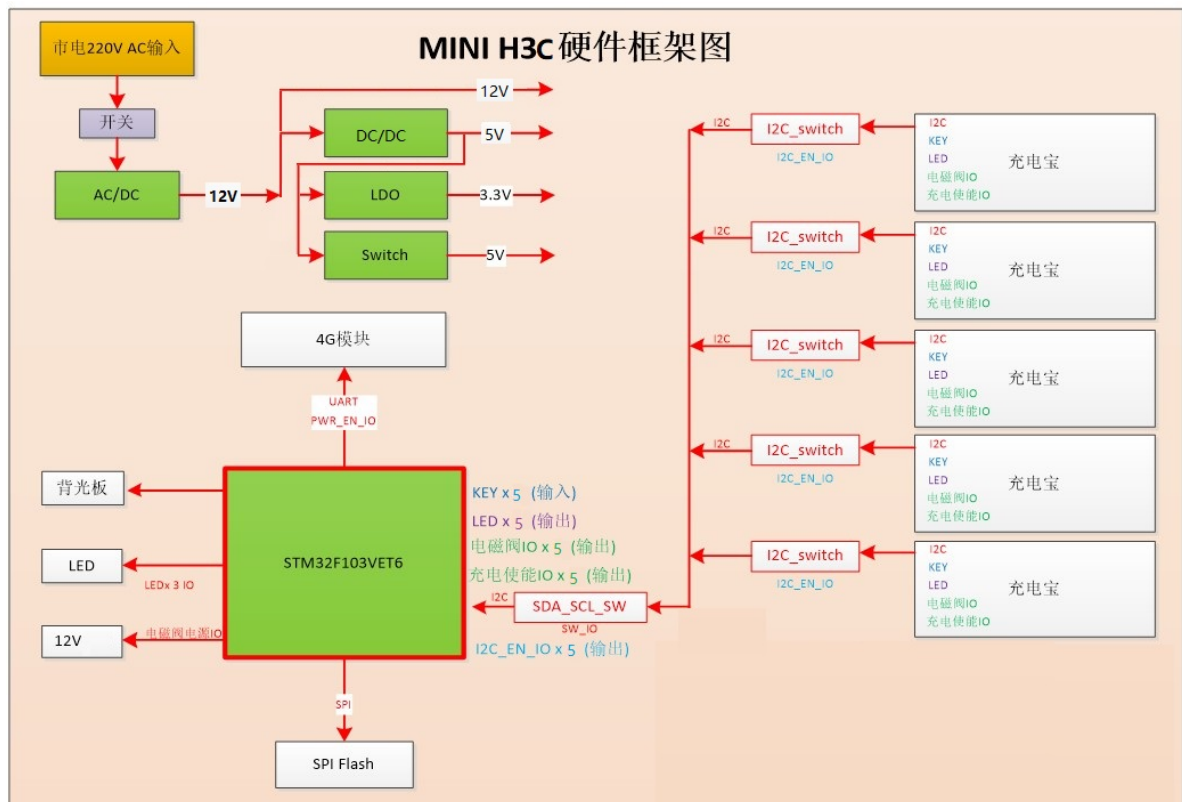 MINI H3C 硬件框架图
市电220V AC输入
开关
AC/DC
12V
12V
DC/DC
5V
LDO
3.3V
Switch
5V
4G模块
UART
PWR_EN_IO
背光板
LED
LEDx 3 IO
12V
电磁阀电源IO
STM32F103VET6
KEY x 5 (输入)
LED x 5 (输出)
电磁阀IO x 5 (输出)
充电使能IO x 5 (输出)
I2C
SDA_SCL_SW
SW_IO
I2C_EN_IO x 5 (输出)
SPI
SPI Flash
I2C
I2C_switch
I2C_EN_IO
I2C
KEY
LED
电磁阀IO
充电使能IO
充电宝
I2C
I2C_switch
I2C_EN_IO
I2C
KEY
LED
电磁阀IO
充电使能IO
充电宝
I2C
I2C_switch
I2C_EN_IO
I2C
KEY
LED
电磁阀IO
充电使能IO
充电宝
I2C
I2C_switch
I2C_EN_IO
I2C
KEY
LED
电磁阀IO
充电使能IO
充电宝
I2C
I2C_switch
I2C_EN_IO
I2C
KEY
LED
电磁阀IO
充电使能IO
充电宝